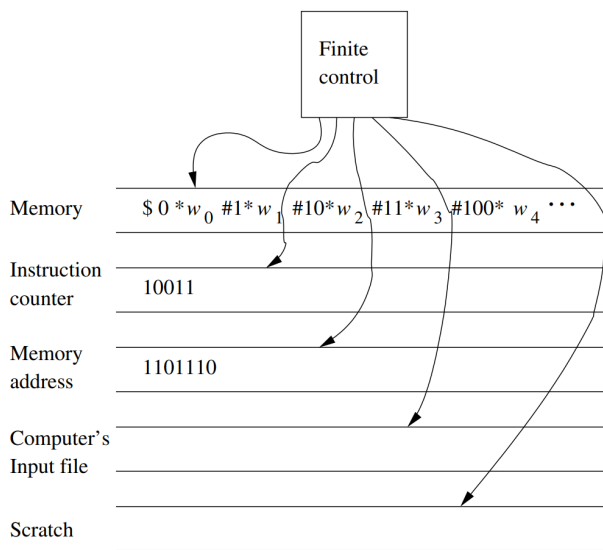 Finite
control
Memory
$ 0 *w₀ #1*w₁ #10*w₂ #11*w₃ #100* w₄ ···
Instruction
counter
10011
Memory
address
1101110
Computer’s
Input file
Scratch